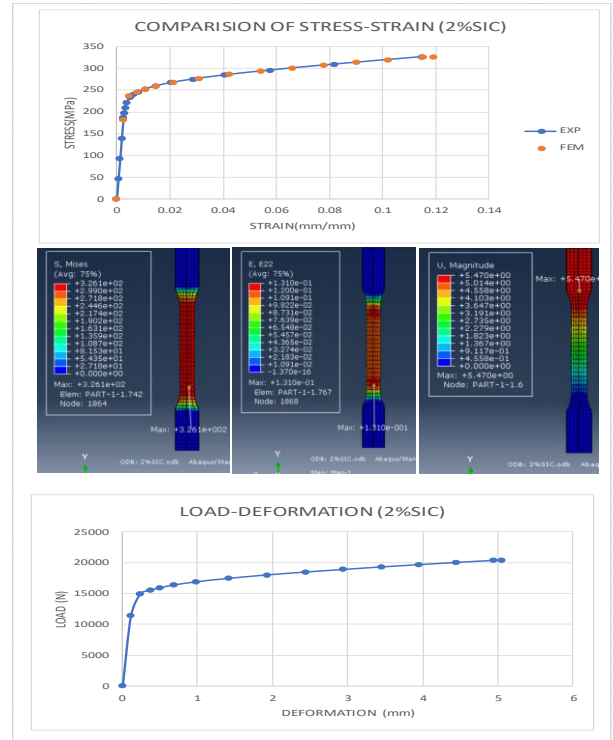 COMPARISION OF STRESS-STRAIN (2%SIC)
350
300
250
200
150
100
50
0
STRESS(MPa)
0 0.02 0.04 0.06 0.08 0.1 0.12 0.14
STRAIN(mm/mm)
EXP
FEM
S, Mises
(Avg: 75%)
+3.261e+02
+2.990e+02
+2.718e+02
+2.446e+02
+2.174e+02
+1.902e+02
+1.631e+02
+1.359e+02
+1.087e+02
+8.153e+01
+5.435e+01
+2.718e+01
+0.000e+00
Max: +3.261e+02
Elem: PART-1-1.742
Node: 1864
Max: +3.261e+002
Y
ODB: 2%SIC.odb Abaqus/Stan
E, E22
(Avg: 75%)
+1.310e-01
+1.200e-01
+1.091e-01
+9.822e-02
+8.731e-02
+7.639e-02
+6.548e-02
+5.457e-02
+4.365e-02
+3.274e-02
+2.183e-02
+1.091e-02
-1.370e-16
Max: +1.310e-01
Elem: PART-1-1.767
Node: 1868
Max: +1.310e-001
Y
ODB: 2%SIC.odb Abaqus/Stan
U, Magnitude
+5.470e+00
+5.014e+00
+4.558e+00
+4.103e+00
+3.647e+00
+3.191e+00
+2.735e+00
+2.279e+00
+1.823e+00
+1.367e+00
+9.117e-01
+4.558e-01
+0.000e+00
Max: +5.470e+00
Node: PART-1-1.6
Max: +5.470e+
Y
ODB: 2%SIC.odb Abaqus
LOAD-DEFORMATION (2%SIC)
25000
20000
15000
10000
5000
0
LOAD (N)
0 1 2 3 4 5 6
DEFORMATION (mm)